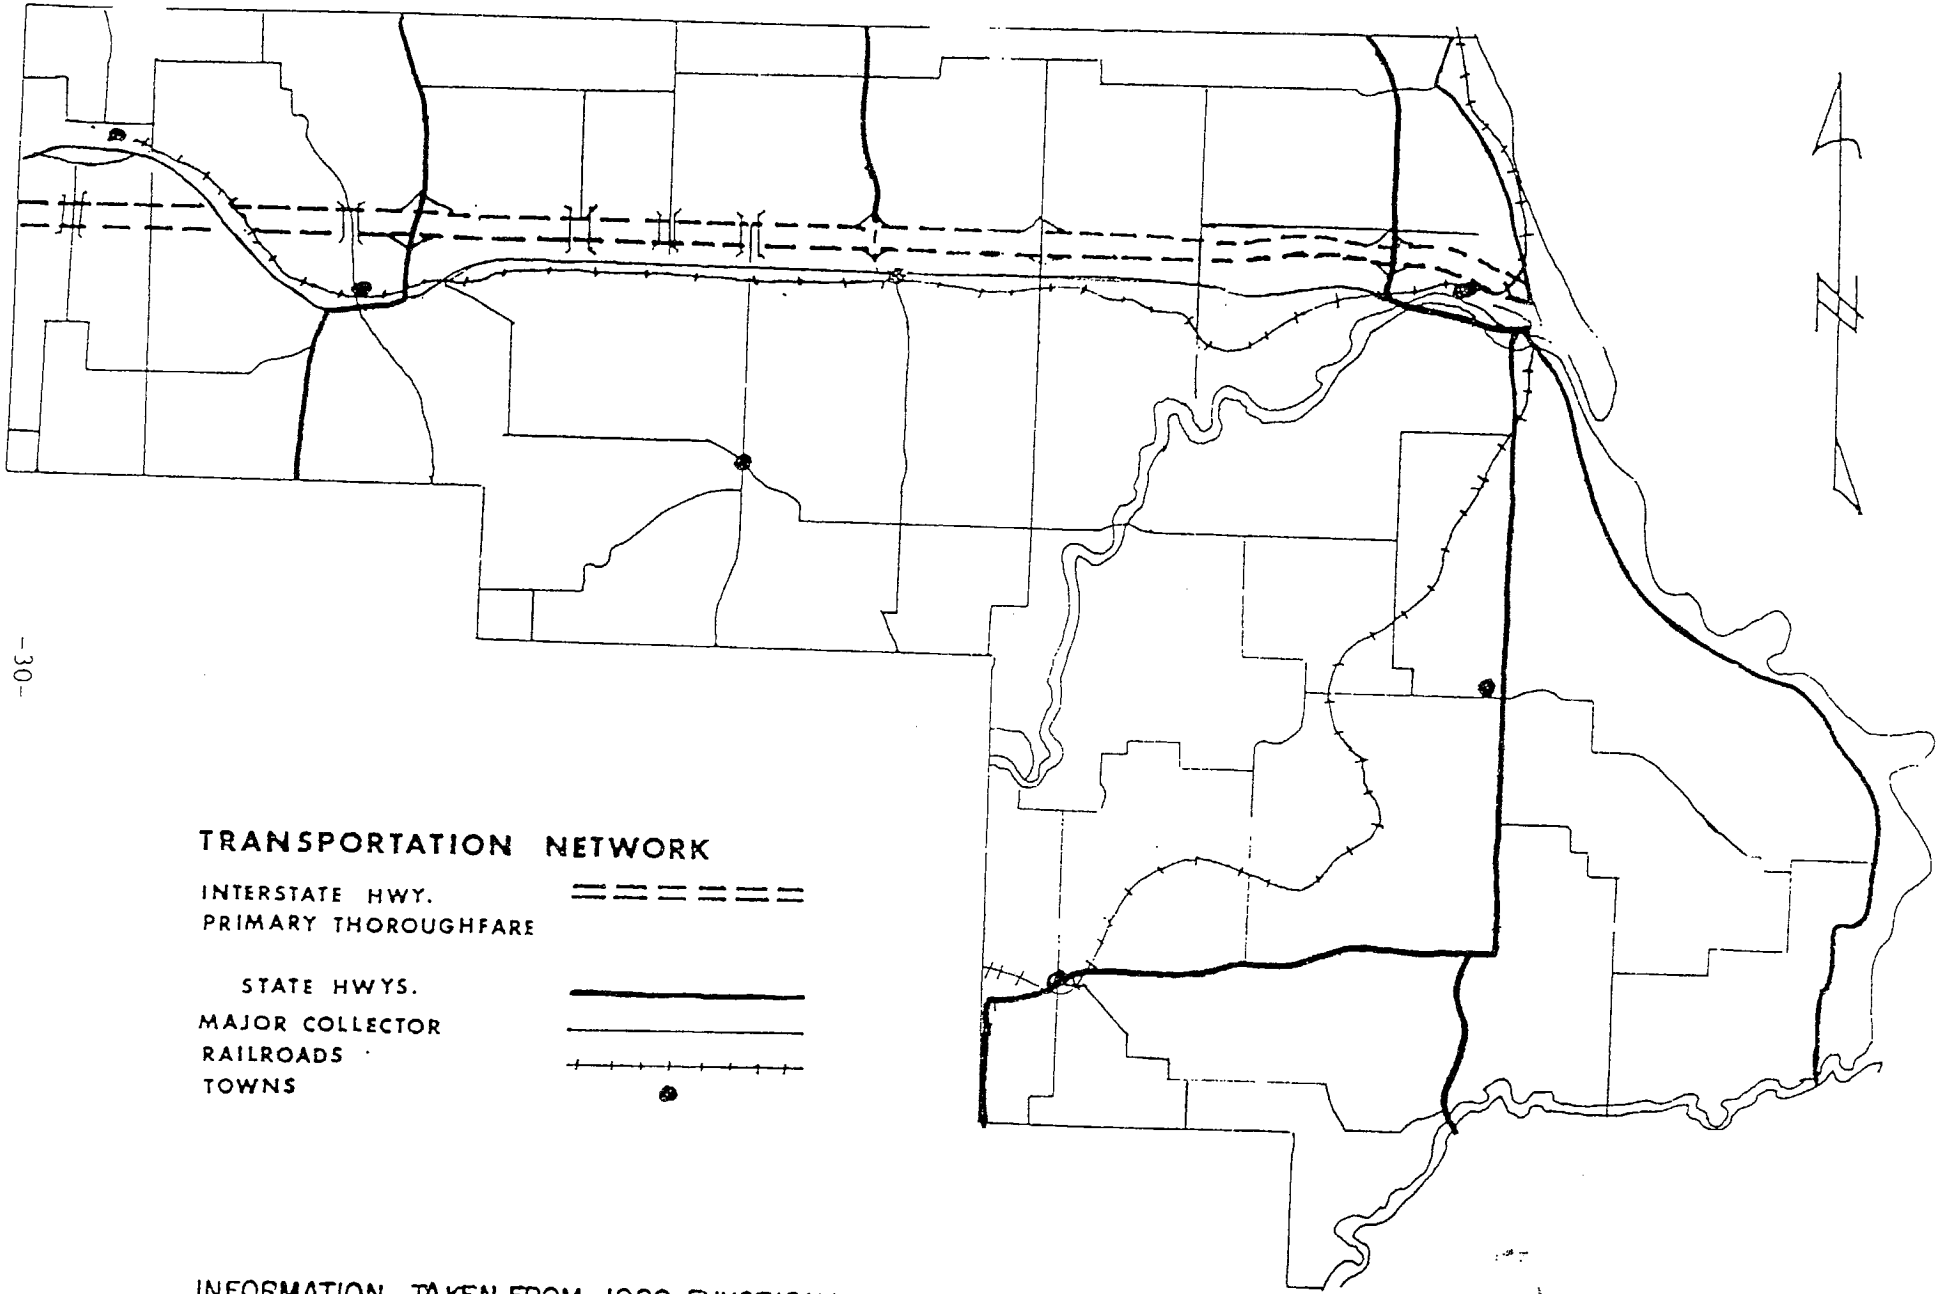 N
-30-
TRANSPORTATION NETWORK
INTERSTATE HWY.
PRIMARY THOROUGHFARE
STATE HWYS.
MAJOR COLLECTOR
RAILROADS
TOWNS
INFORMATION TAKEN FROM